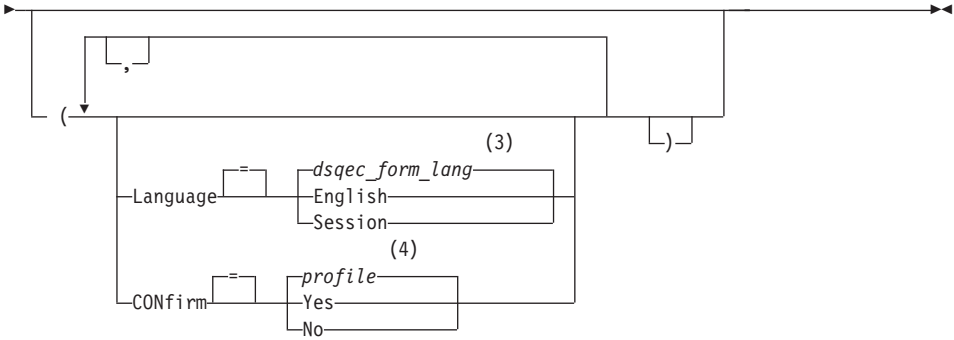 ,
(
)
(3)
dsqec_form_lang
Language = English
Session
(4)
profile
CONfirm = Yes
No